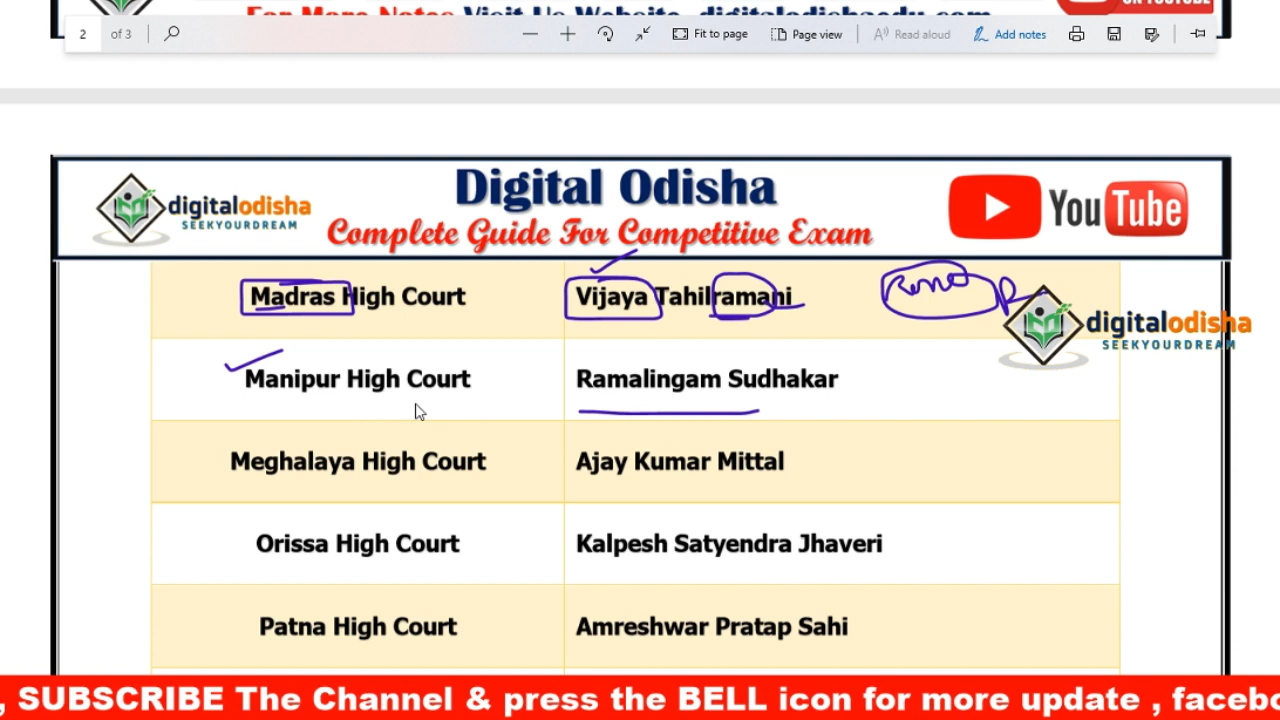 For More Notes Visit Us Website- digitalodishaedu.com
ON YOUTUBE
2 of 3
Fit to page
Page view
Read aloud
Add notes
digitalodisha
SEEKYOURDREAM
Digital Odisha
Complete Guide For Competitive Exam
YouTube
Madras High Court Vijaya Tahilramani
digitalodisha
SEEKYOURDREAM
Manipur High Court Ramalingam Sudhakar
Meghalaya High Court Ajay Kumar Mittal
Orissa High Court Kalpesh Satyendra Jhaveri
Patna High Court Amreshwar Pratap Sahi
, SUBSCRIBE The Channel & press the BELL icon for more update , facebo